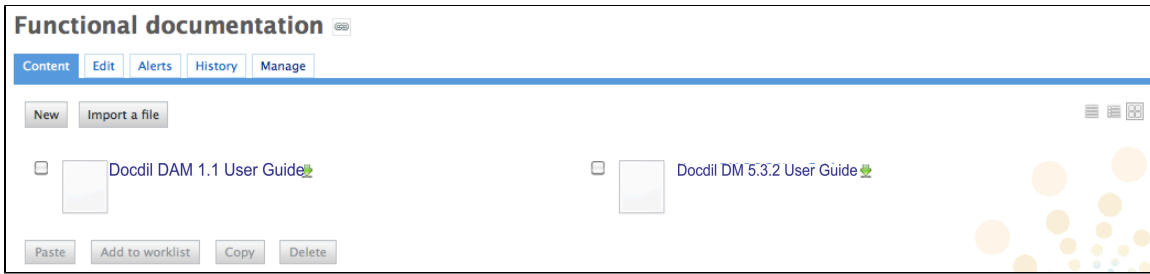 Functional documentation
Content Edit Alerts History Manage
New Import a file
Docdil DAM 1.1 User Guide Docdil DM 5.3.2 User Guide
Paste Add to worklist Copy Delete